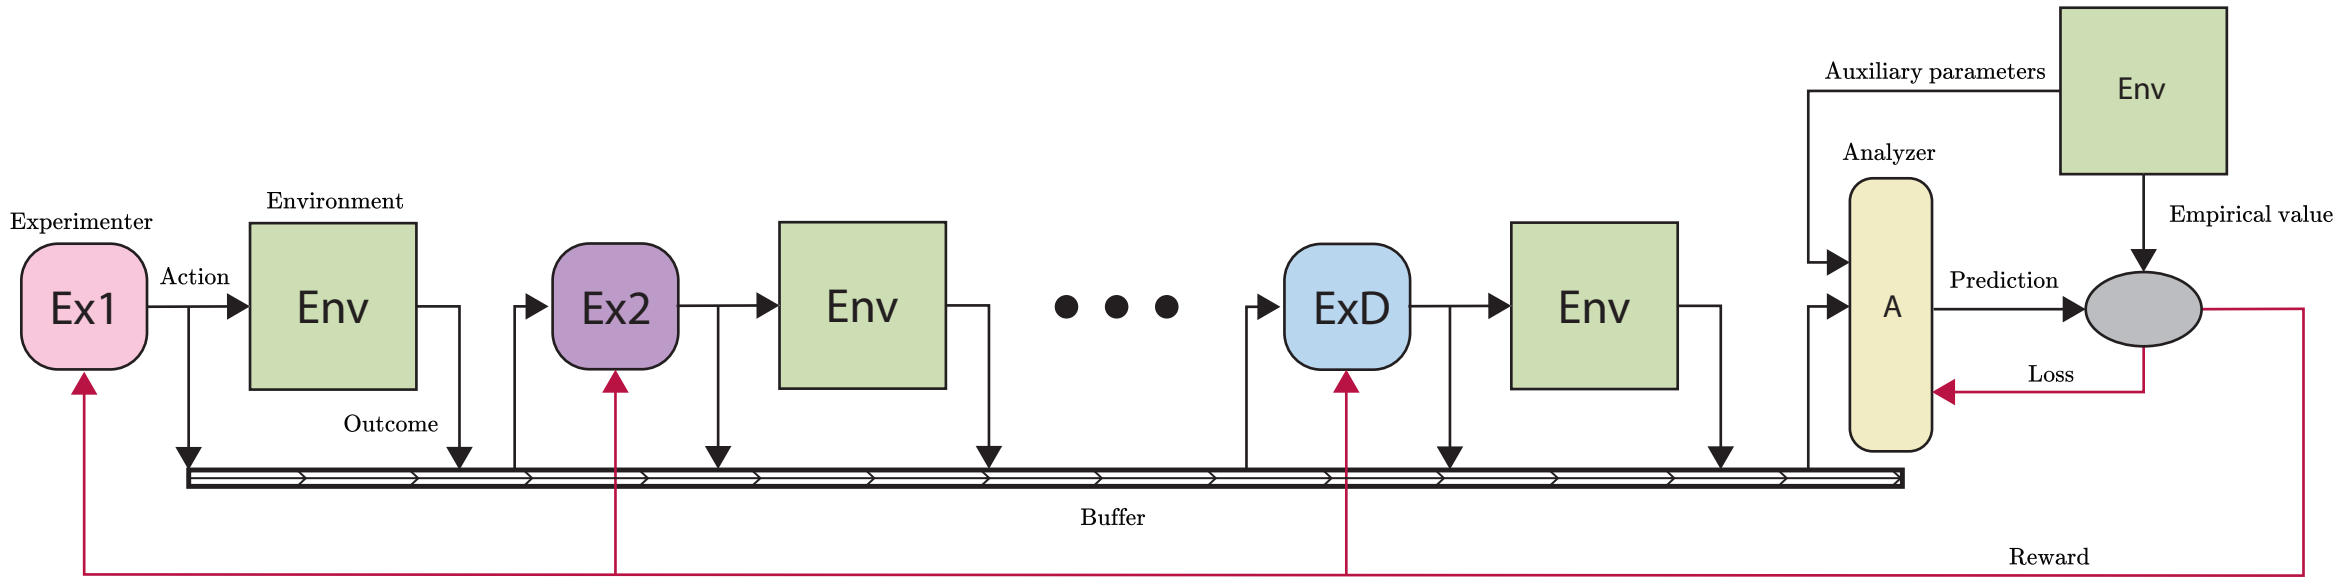 Experimenter
Ex1
Action
Environment
Env
Outcome
Ex2
Env
ExD
Env
Buffer
Auxiliary parameters
Env
Analyzer
A
Empirical value
Prediction
Loss
Reward